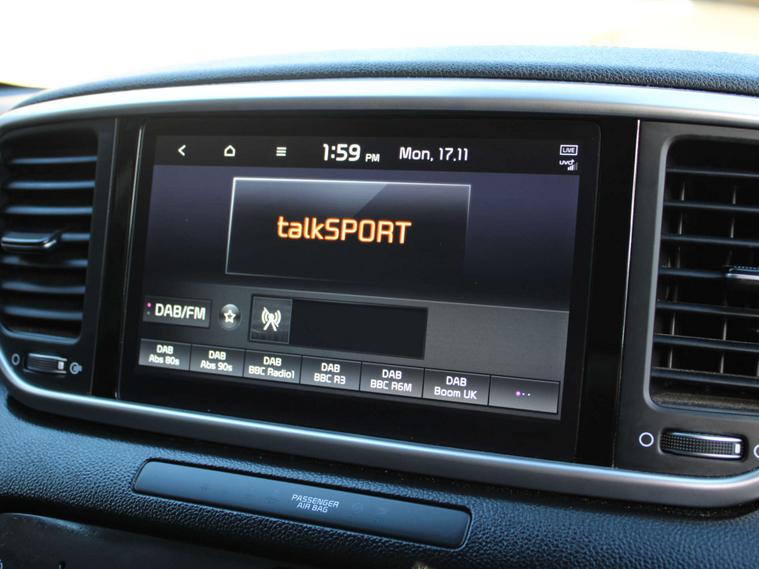 1:59 PM Mon, 17.11 LIVE
UVO
talkSPORT
DAB/FM
DAB DAB DAB DAB DAB DAB
Abs 80s Abs 90s BBC Radio1 BBC R3 BBC R6M Boom UK
PASSENGER
AIR BAG